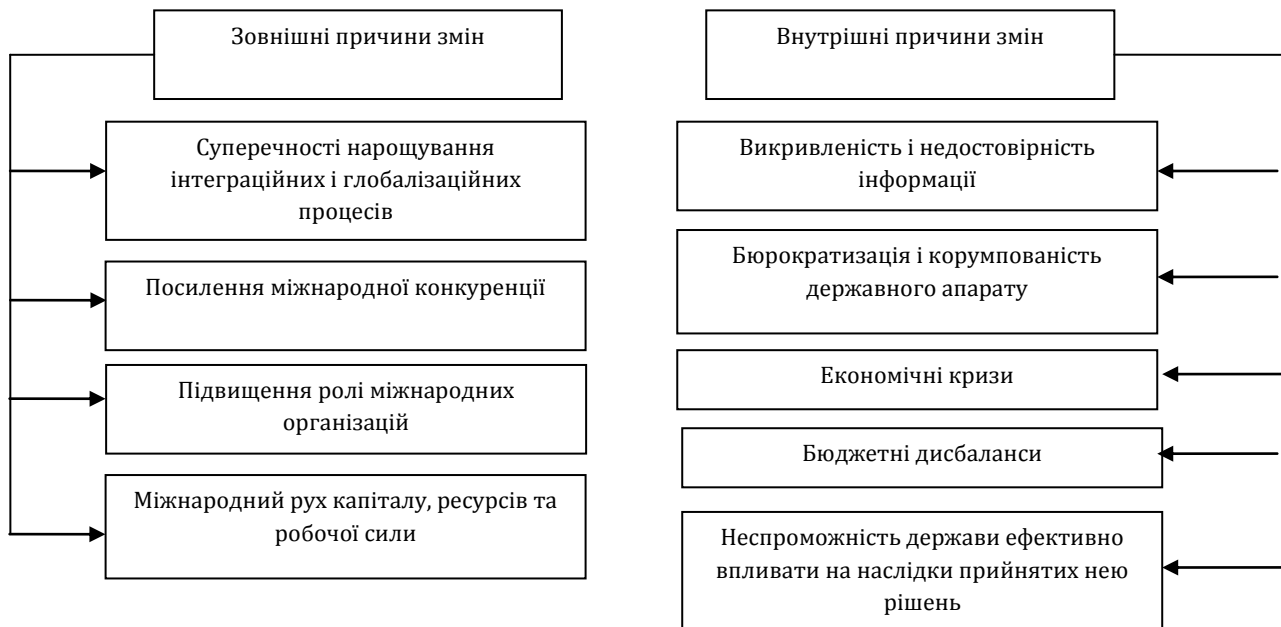 Зовнішні причини змін
Суперечності нарощування
інтеграційних і глобалізаційних
процесів
Посилення міжнародної конкуренції
Підвищення ролі міжнародних
організацій
Міжнародний рух капіталу, ресурсів та
робочої сили
Внутрішні причини змін
Викривленість і недостовірність
інформації
Бюрократизація і корумпованість
державного апарату
Економічні кризи
Бюджетні дисбаланси
Неспроможність держави ефективно
впливати на наслідки прийнятих нею
рішень